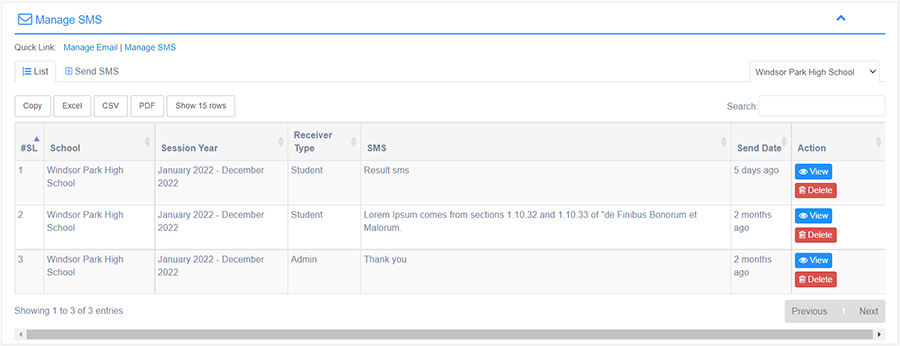 Manage SMS
Quick Link: Manage Email | Manage SMS
List Send SMS Windsor Park High School
Copy Excel CSV PDF Show 15 rows Search:
#SL School Session Year Receiver Type SMS Send Date Action
1 Windsor Park High School January 2022 - December 2022 Student Result sms 5 days ago View Delete
2 Windsor Park High School January 2022 - December 2022 Student Lorem Ipsum comes from sections 1.10.32 and 1.10.33 of "de Finibus Bonorum et Malorum. 2 months ago View Delete
3 Windsor Park High School January 2022 - December 2022 Admin Thank you 2 months ago View Delete
Showing 1 to 3 of 3 entries Previous 1 Next